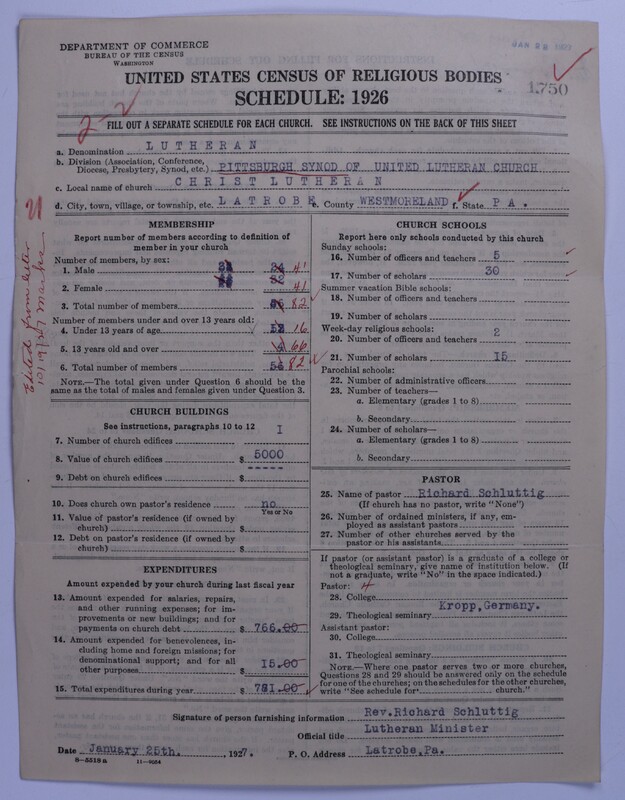 DEPARTMENT OF COMMERCE
BUREAU OF THE CENSUS
WASHINGTON
UNITED STATES CENSUS OF RELIGIOUS BODIES
SCHEDULE: 1926
1750
2-2
FILL OUT A SEPARATE SCHEDULE FOR EACH CHURCH. SEE INSTRUCTIONS ON THE BACK OF THIS SHEET
a. Denomination LUTHERAN
b. Division (Association, Conference,
Diocese, Presbytery, Synod, etc.) PITTSBURGH SYNOD OF UNITED LUTHERAN CHURCH
c. Local name of church CHRIST LUTHERAN
d. City, town, village, or township, etc. LATROBE e. County WESTMORELAND f. State PA.
MEMBERSHIP
Report number of members according to definition of
member in your church
Number of members, by sex:
1. Male 41
2. Female 41
3. Total number of members 82
Number of members under and over 13 years old:
4. Under 13 years of age 16
5. 13 years old and over 66
6. Total number of members 82
NOTE.—The total given under Question 6 should be the
same as the total of males and females given under Question 3.
Edited from letter
10/19/27
CHURCH BUILDINGS
See instructions, paragraphs 10 to 12
7. Number of church edifices 1
8. Value of church edifices $ 5000
9. Debt on church edifices $ -----
10. Does church own pastor's residence no
Yes or No
11. Value of pastor's residence (if owned by
church) $
12. Debt on pastor's residence (if owned by
church) $
EXPENDITURES
Amount expended by your church during last fiscal year
13. Amount expended for salaries, repairs,
and other running expenses; for im-
provements or new buildings; and for
payments on church debt $ 766.00
14. Amount expended for benevolences, in-
cluding home and foreign missions; for
denominational support; and for all
other purposes $ 15.00
15. Total expenditures during year $ 781.00
CHURCH SCHOOLS
Report here only schools conducted by this church
Sunday schools:
16. Number of officers and teachers 5
17. Number of scholars 30
Summer vacation Bible schools:
18. Number of officers and teachers
19. Number of scholars
Week-day religious schools:
20. Number of officers and teachers 2
21. Number of scholars 15
Parochial schools:
22. Number of administrative officers
23. Number of teachers—
a. Elementary (grades 1 to 8)
b. Secondary
24. Number of scholars—
a. Elementary (grades 1 to 8)
b. Secondary
PASTOR
25. Name of pastor Richard Schluttig
(If church has no pastor, write "None")
26. Number of ordained ministers, if any, em-
ployed as assistant pastors
27. Number of other churches served by the
pastor or his assistants
If pastor (or assistant pastor) is a graduate of a college or
theological seminary, give name of institution below. (If
not a graduate, write "No" in the space indicated.)
Pastor:
28. College
29. Theological seminary Kropp, Germany.
Assistant pastor:
30. College
31. Theological seminary
NOTE.—Where one pastor serves two or more churches,
Questions 28 and 29 should be answered only on the schedule
for one of the churches; on the schedules for the other churches,
write "See schedule for church."
Signature of person furnishing information Rev.Richard Schluttig
Official title Lutheran Minister
Date January 25th. , 1927. P. O. Address Latrobe,Pa.
8-5518a 11-9024